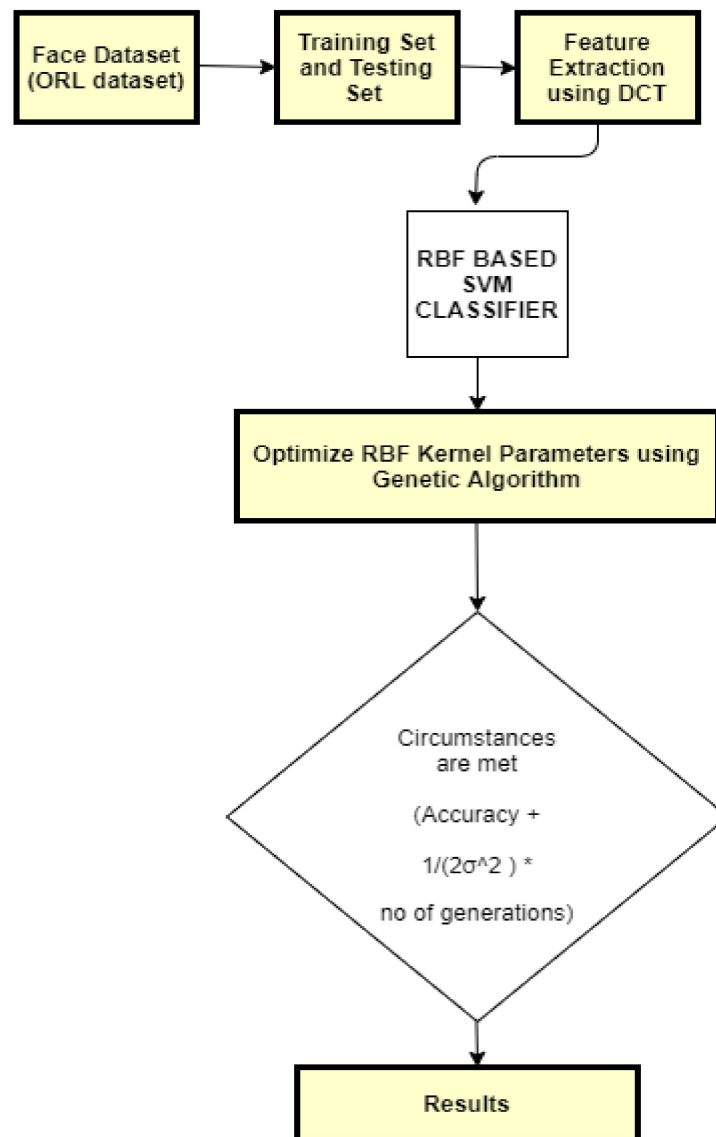 Face Dataset
(ORL dataset)
Training Set
and Testing
Set
Feature
Extraction
using DCT
RBF BASED
SVM
CLASSIFIER
Optimize RBF Kernel Parameters using
Genetic Algorithm
Circumstances
are met
(Accuracy +
1/(2σ^2 ) *
no of generations)
Results